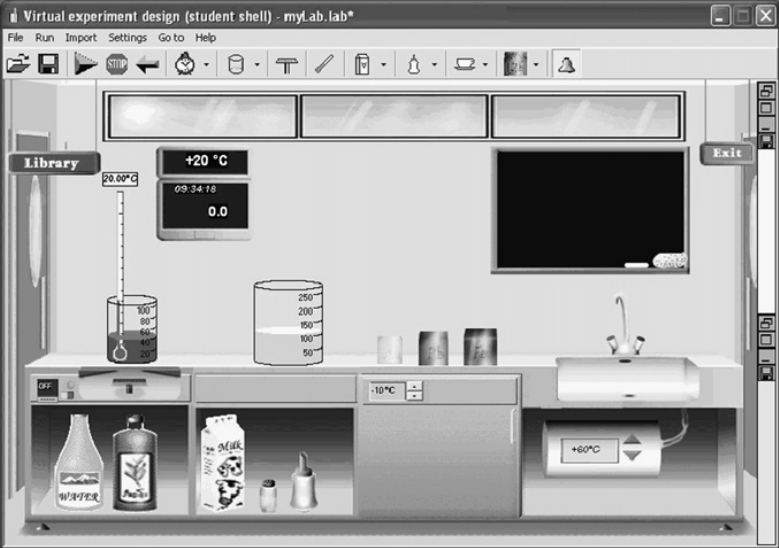 Virtual experiment design (student shell) - myLab.lab*
File Run Import Settings Go to Help
STOP
Library
Exit
+20 °C
20.00°C
09:34:18
0.0
100
80
60
40
20
250
200
150
100
50
Pb
Fe
OFF
-10°C
+60°C
WATER
Milk